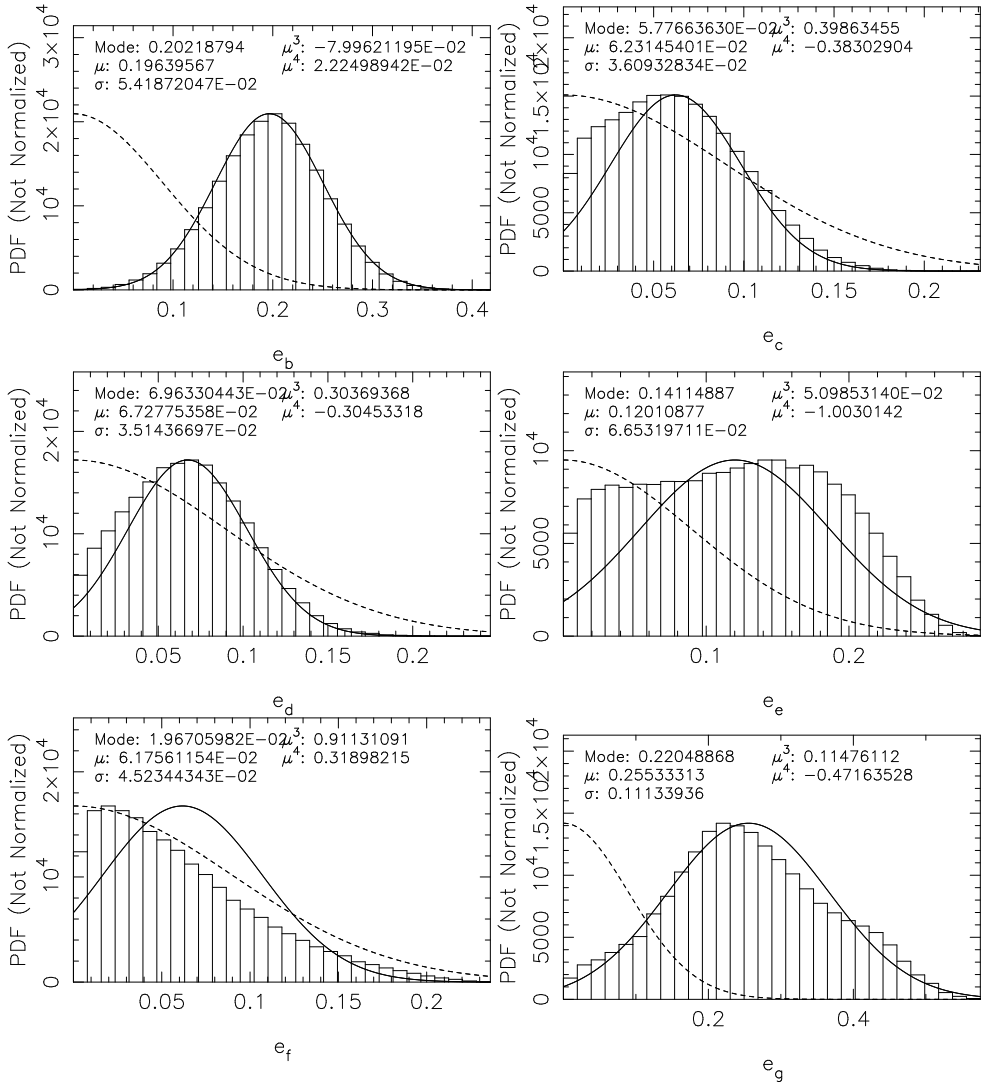 Mode: 0.20218794 μ³: −7.99621195E−02
μ: 0.19639567 μ⁴: 2.22498942E−02
σ: 5.41872047E−02
PDF (Not Normalized)
0 10⁴ 2×10⁴ 3×10⁴
0.1 0.2 0.3 0.4
e_b
Mode: 5.77663630E−02 μ³: 0.39863455
μ: 6.23145401E−02 μ⁴: −0.38302904
σ: 3.60932834E−02
PDF (Not Normalized)
0 5000 10⁴ 1.5×10⁴ 2×10⁴
0.05 0.1 0.15 0.2
e_c
Mode: 6.96330443E−02 μ³: 0.30369368
μ: 6.72775358E−02 μ⁴: −0.30453318
σ: 3.51436697E−02
PDF (Not Normalized)
0 10⁴ 2×10⁴
0.05 0.1 0.15 0.2
e_d
Mode: 0.14114887 μ³: 5.09853140E−02
μ: 0.12010877 μ⁴: −1.0030142
σ: 6.65319711E−02
PDF (Not Normalized)
0 5000 10⁴
0.1 0.2
e_e
Mode: 1.96705982E−02 μ³: 0.91131091
μ: 6.17561154E−02 μ⁴: 0.31898215
σ: 4.52344343E−02
PDF (Not Normalized)
0 10⁴ 2×10⁴
0.05 0.1 0.15 0.2
e_f
Mode: 0.22048868 μ³: 0.11476112
μ: 0.25533313 μ⁴: −0.47163528
σ: 0.11133936
PDF (Not Normalized)
0 5000 10⁴ 1.5×10⁴ 2×10⁴
0.2 0.4
e_g